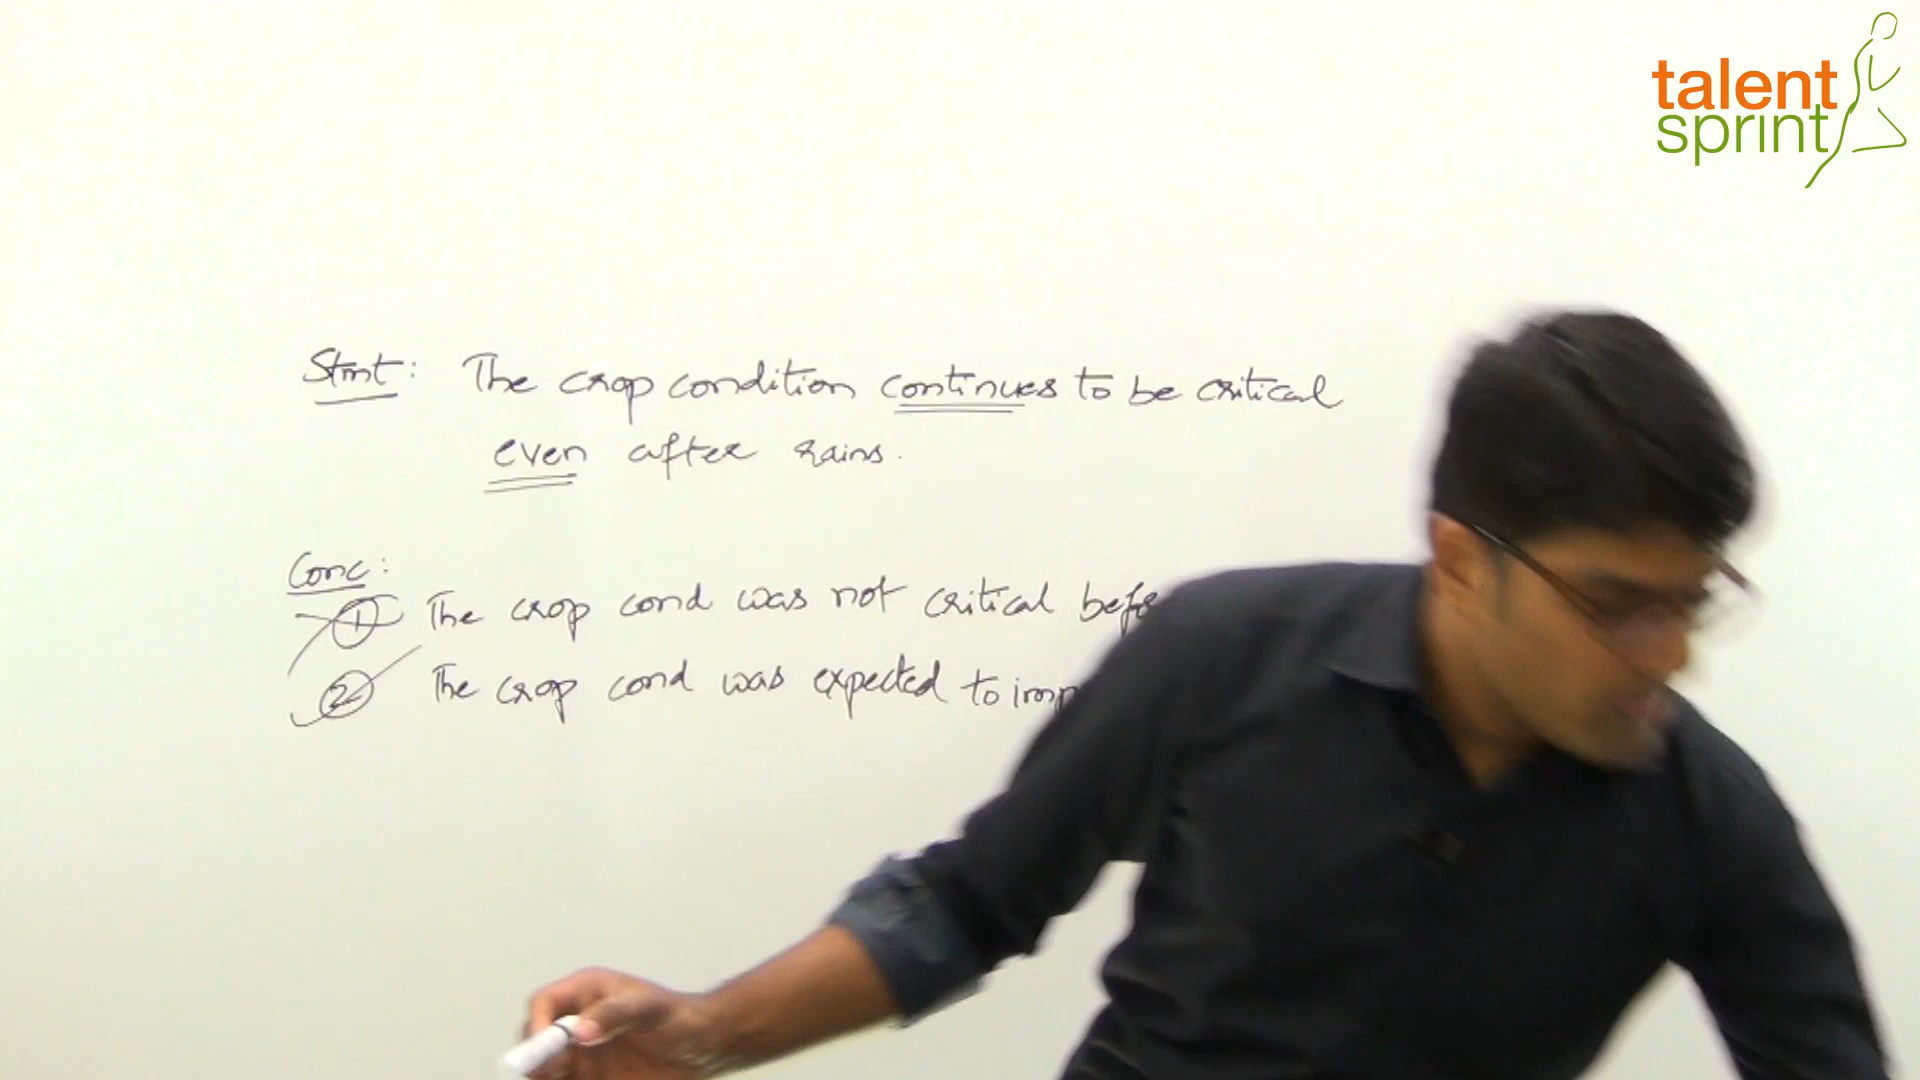 talent
sprint
Stmt: The crop condition continues to be critical
even after rains.
Conc:
1 The crop cond was not critical
2 The crop cond was expected to